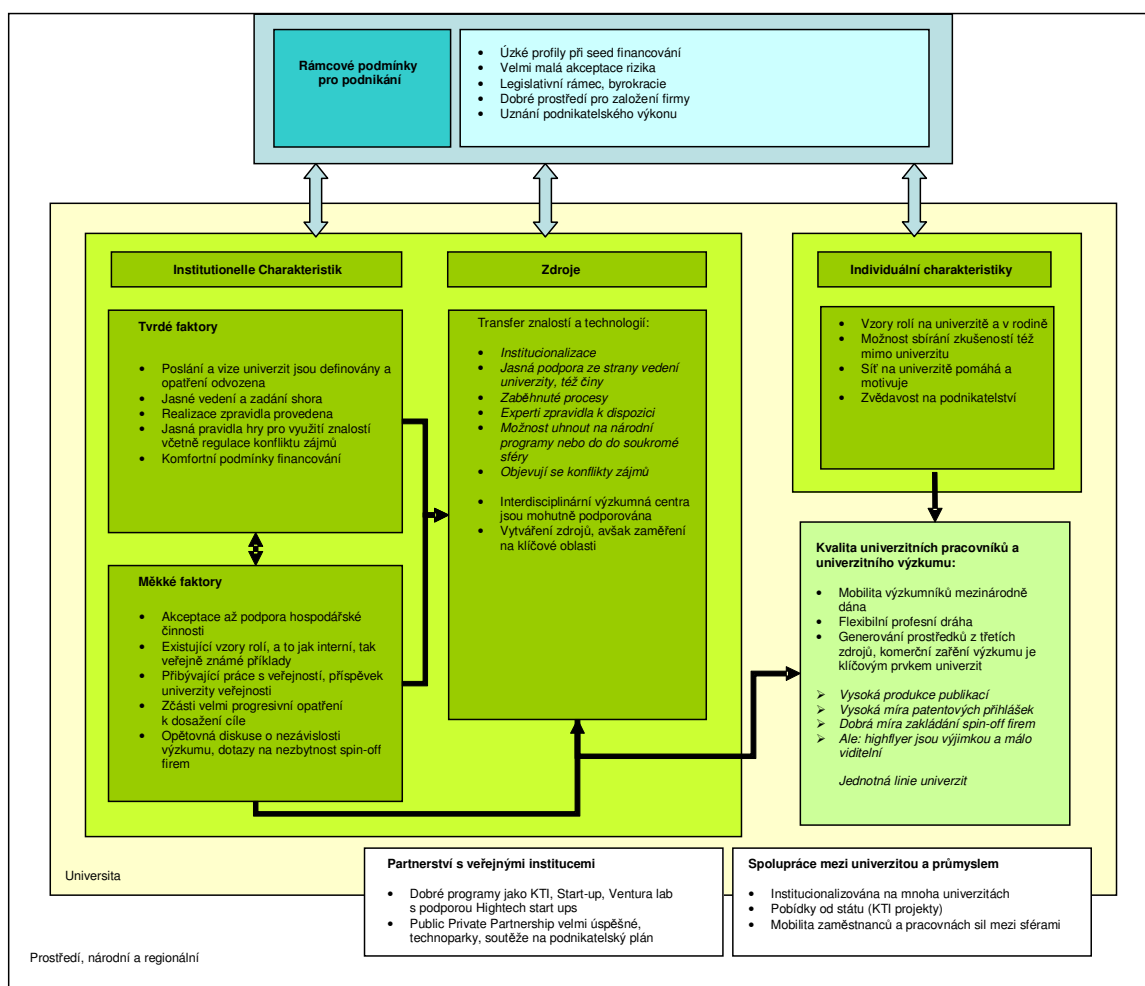 Rámcové podmínky
pro podnikání
• Úzké profily při seed financování
• Velmi malá akceptace rizika
• Legislativní rámec, byrokracie
• Dobré prostředí pro založení firmy
• Uznání podnikatelského výkonu
Institutionelle Charakteristik
Zdroje
Individuální charakteristiky
Tvrdé faktory
• Poslání a vize univerzit jsou definovány a
opatření odvozena
• Jasné vedení a zadání shora
• Realizace zpravidla provedena
• Jasná pravidla hry pro využití znalostí
včetně regulace konfliktu zájmů
• Komfortní podmínky financování
Měkké faktory
• Akceptace až podpora hospodářské
činnosti
• Existující vzory rolí, a to jak interní, tak
veřejně známé příklady
• Přibývající práce s veřejností, příspěvek
univerzity veřejnosti
• Zčásti velmi progresivní opatření
k dosažení cíle
• Opětovná diskuse o nezávislosti
výzkumu, dotazy na nezbytnost spin-off
firem
Transfer znalostí a technologií:
• Institucionalizace
• Jasná podpora ze strany vedení
univerzity, též činy
• Zaběhnuté procesy
• Experti zpravidla k dispozici
• Možnost uhnout na národní
programy nebo do do soukromé
sféry
• Objevují se konflikty zájmů
• Interdisciplinární výzkumná centra
jsou mohutně podporována
• Vytváření zdrojů, avšak zaměření
na klíčové oblasti
• Vzory rolí na univerzitě a v rodině
• Možnost sbírání zkušeností též
mimo univerzitu
• Síť na univerzitě pomáhá a
motivuje
• Zvědavost na podnikatelství
Kvalita univerzitních pracovníků a
univerzitního výzkumu:
• Mobilita výzkumníků mezinárodně
dána
• Flexibilní profesní dráha
• Generování prostředků z třetích
zdrojů, komerční zařění výzkumu je
klíčovým prvkem univerzit
➢ Vysoká produkce publikací
➢ Vysoká míra patentových přihlášek
➢ Dobrá míra zakládání spin-off firem
➢ Ale: highflyer jsou výjimkou a málo
viditelní
Jednotná linie univerzit
Universita
Partnerství s veřejnými institucemi
• Dobré programy jako KTI, Start-up, Ventura lab
s podporou Hightech start ups
• Public Private Partnership velmi úspěšné,
technoparky, soutěže na podnikatelský plán
Spolupráce mezi univerzitou a průmyslem
• Institucionalizována na mnoha univerzitách
• Pobídky od státu (KTI projekty)
• Mobilita zaměstnanců a pracovnách sil mezi sférami
Prostředí, národní a regionální